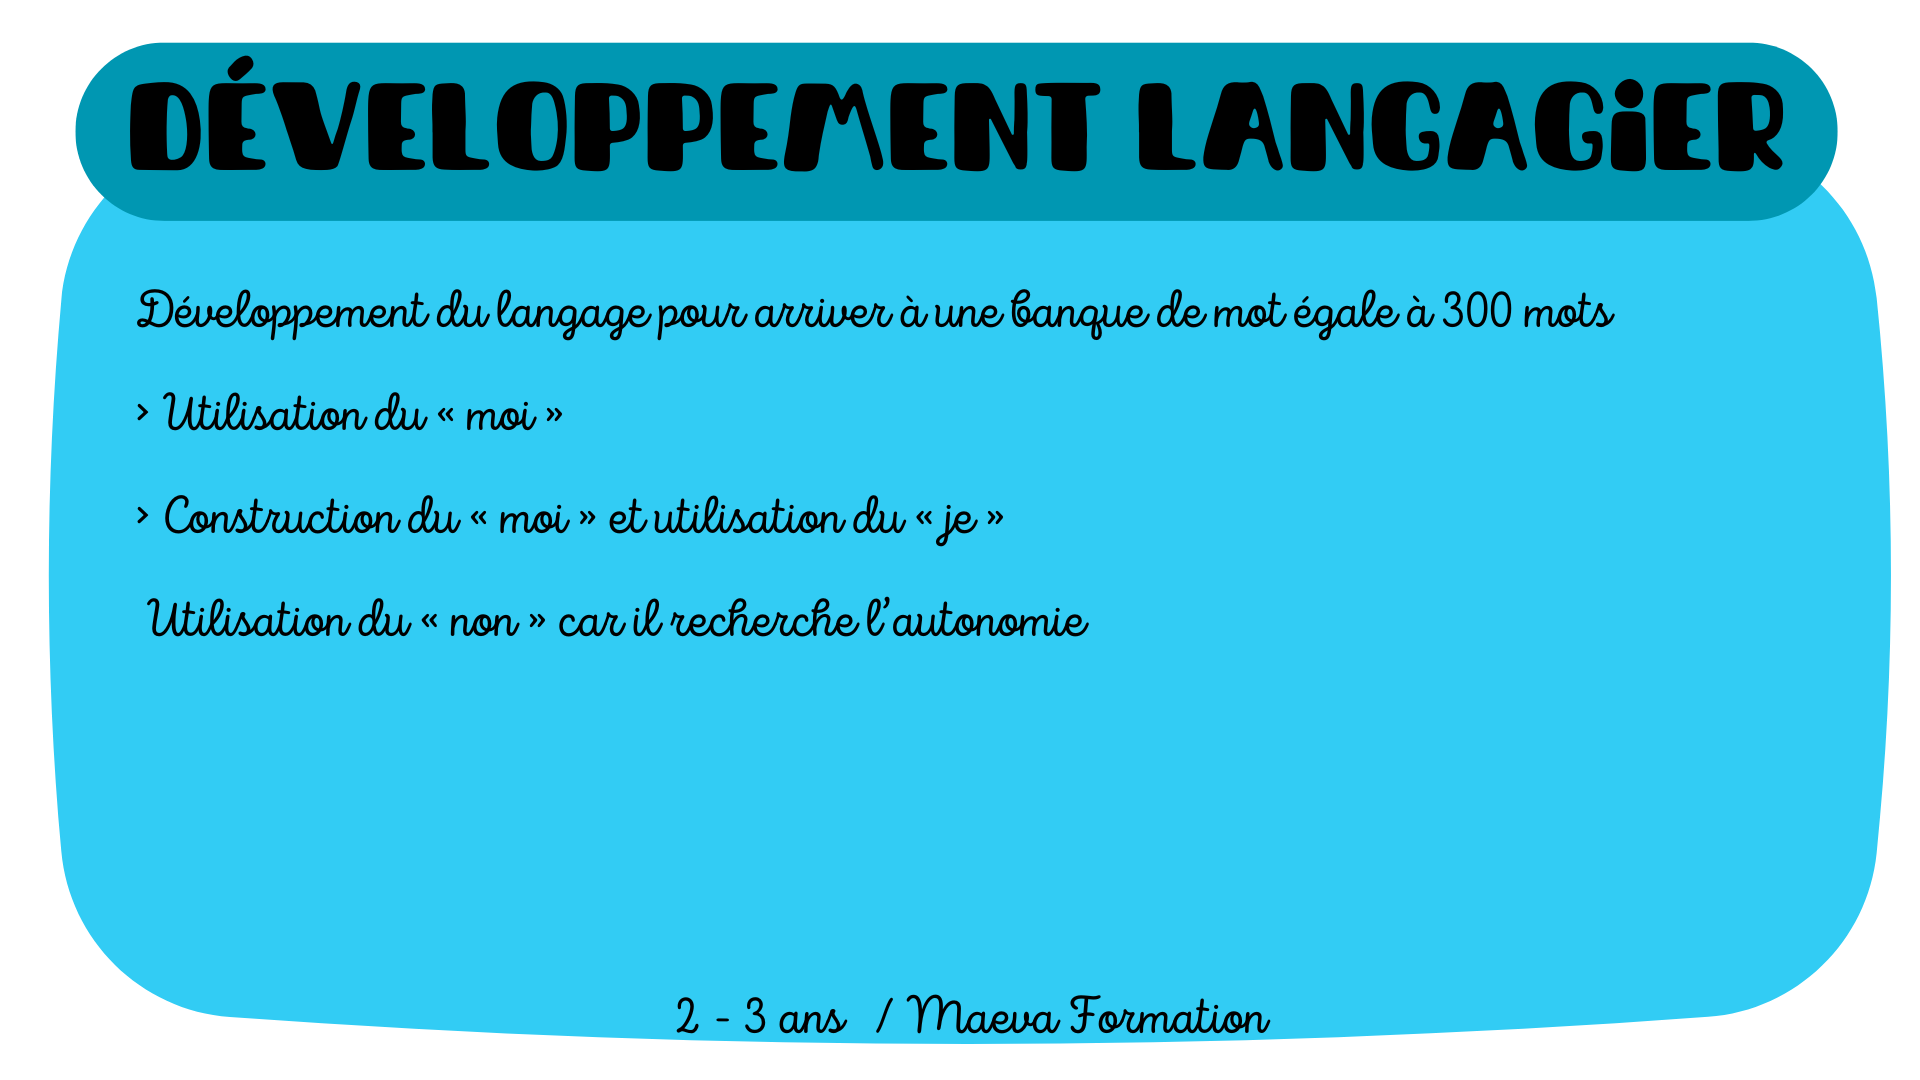 DÉVELOPPEMENT LANGAGiER
Développement du langage pour arriver à une banque de mot égale à 300 mots
> Utilisation du « moi »
> Construction du « moi » et utilisation du « je »
Utilisation du « non » car il recherche l’autonomie
2 - 3 ans / Maeva Formation